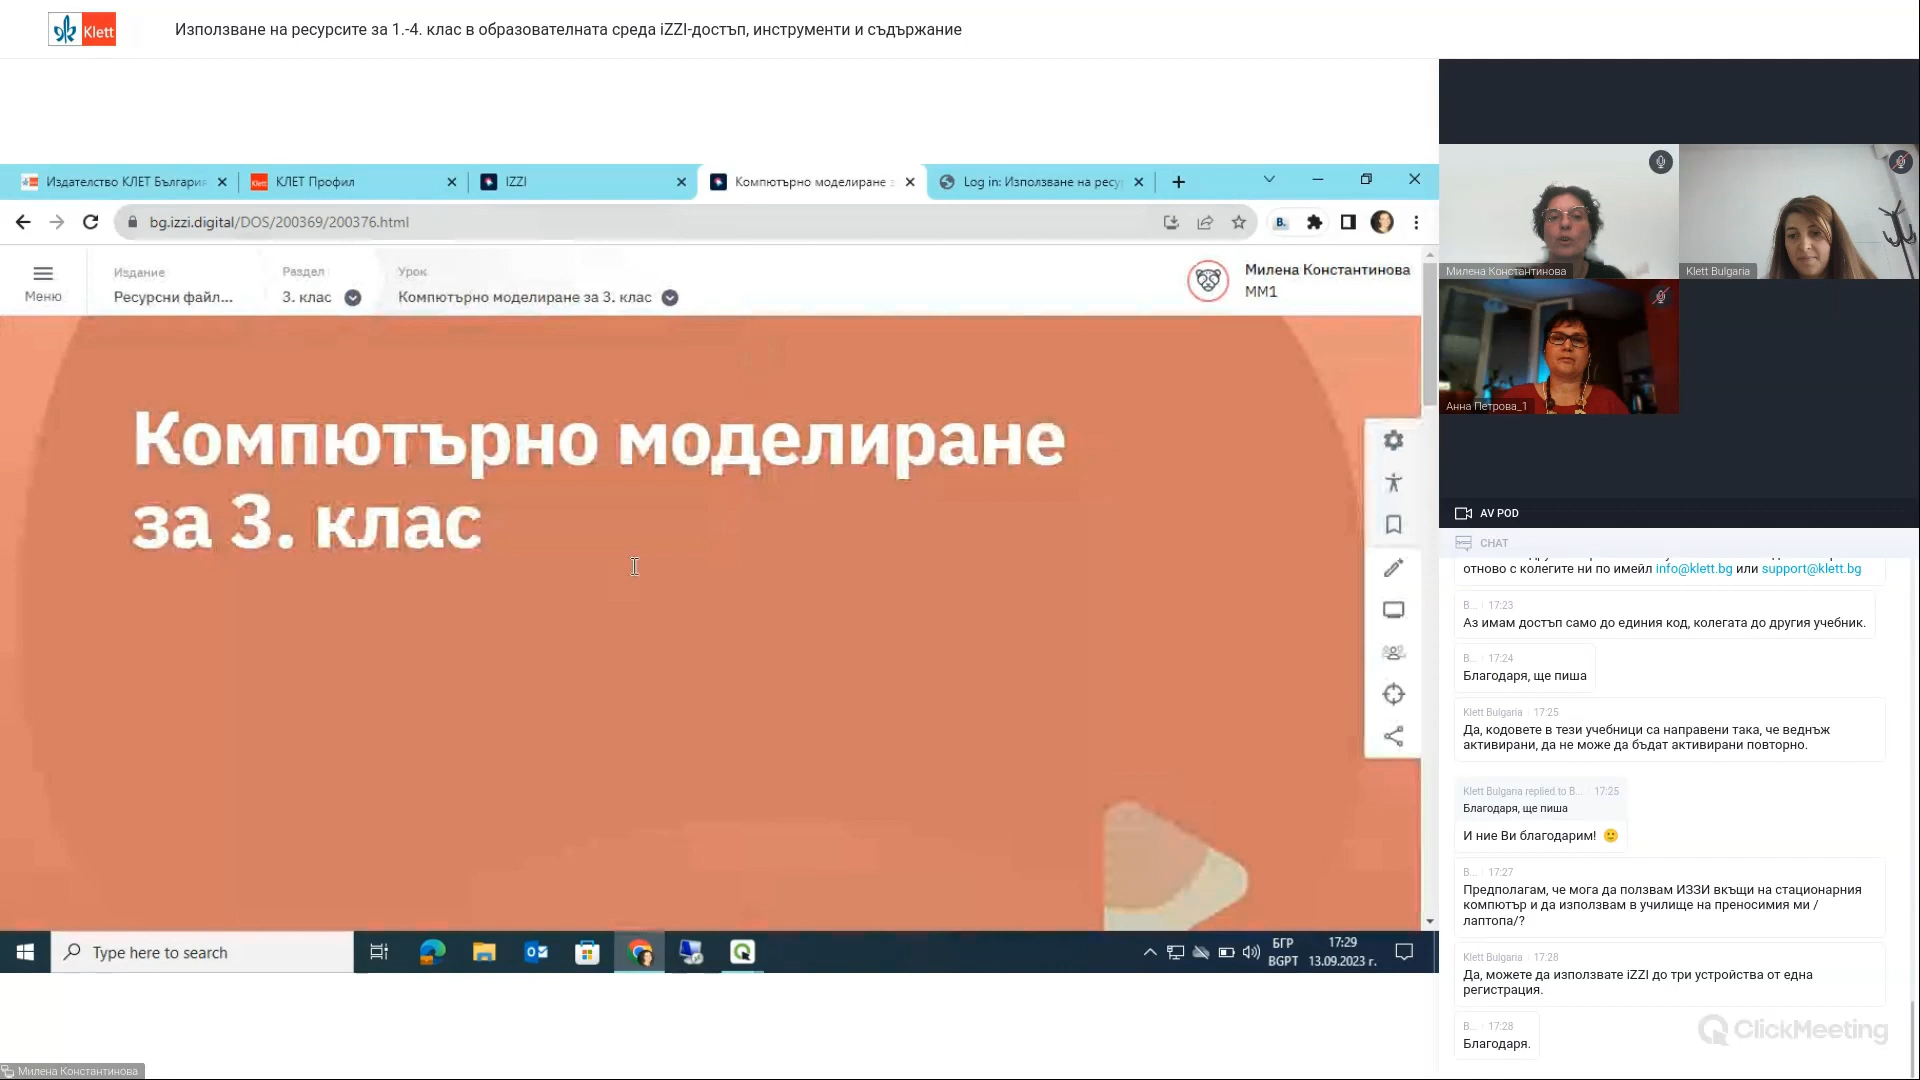 Klett
Използване на ресурсите за 1.-4. клас в образователната среда iZZI-достъп, инструменти и съдържание
Издателство КЛЕТ България
КЛЕТ Профил
iZZI
Компютърно моделиране з
Log in: Използване на ресу
bg.izzi.digital/DOS/200369/200376.html
Меню
Издание
Ресурсни файл...
Раздел
3. клас
Урок
Компютърно моделиране за 3. клас
Милена Константинова
MM1
Компютърно моделиране
за 3. клас
Type here to search
БГР
BGPT
17:29
13.09.2023 г.
Милена Константинова
Милена Константинова
Klett Bulgaria
Анна Петрова_1
AV POD
CHAT
отново с колегите ни по имейл info@klett.bg или support@klett.bg
В... 17:23
Аз имам достъп само до единия код, колегата до другия учебник.
В... 17:24
Благодаря, ще пиша
Klett Bulgaria 17:25
Да, кодовете в тези учебници са направени така, че веднъж
активирани, да не може да бъдат активирани повторно.
Klett Bulgaria replied to В... 17:25
Благодаря, ще пиша
И ние Ви благодарим!
В... 17:27
Предполагам, че мога да ползвам ИЗЗИ вкъщи на стационарния
компютър и да използвам в училище на преносимия ми /
лаптопа/?
Klett Bulgaria 17:28
Да, можете да използвате iZZI до три устройства от една
регистрация.
В... 17:28
Благодаря.
ClickMeeting